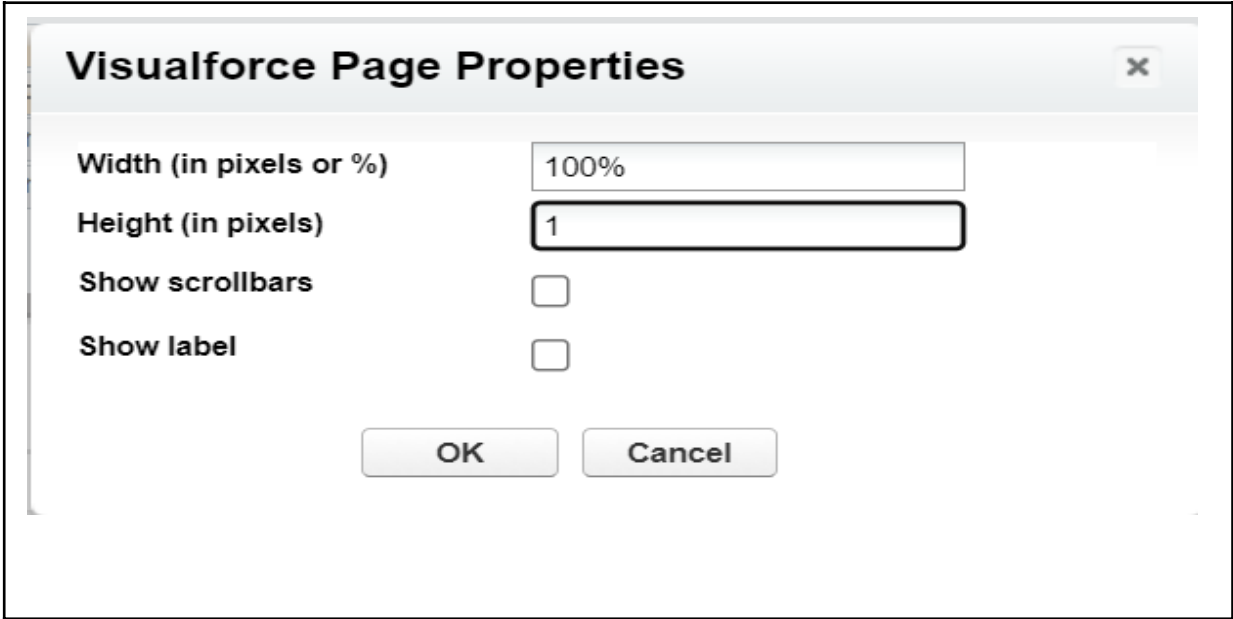 Visualforce Page Properties
Width (in pixels or %) 100%
Height (in pixels) 1
Show scrollbars
Show label
OK Cancel